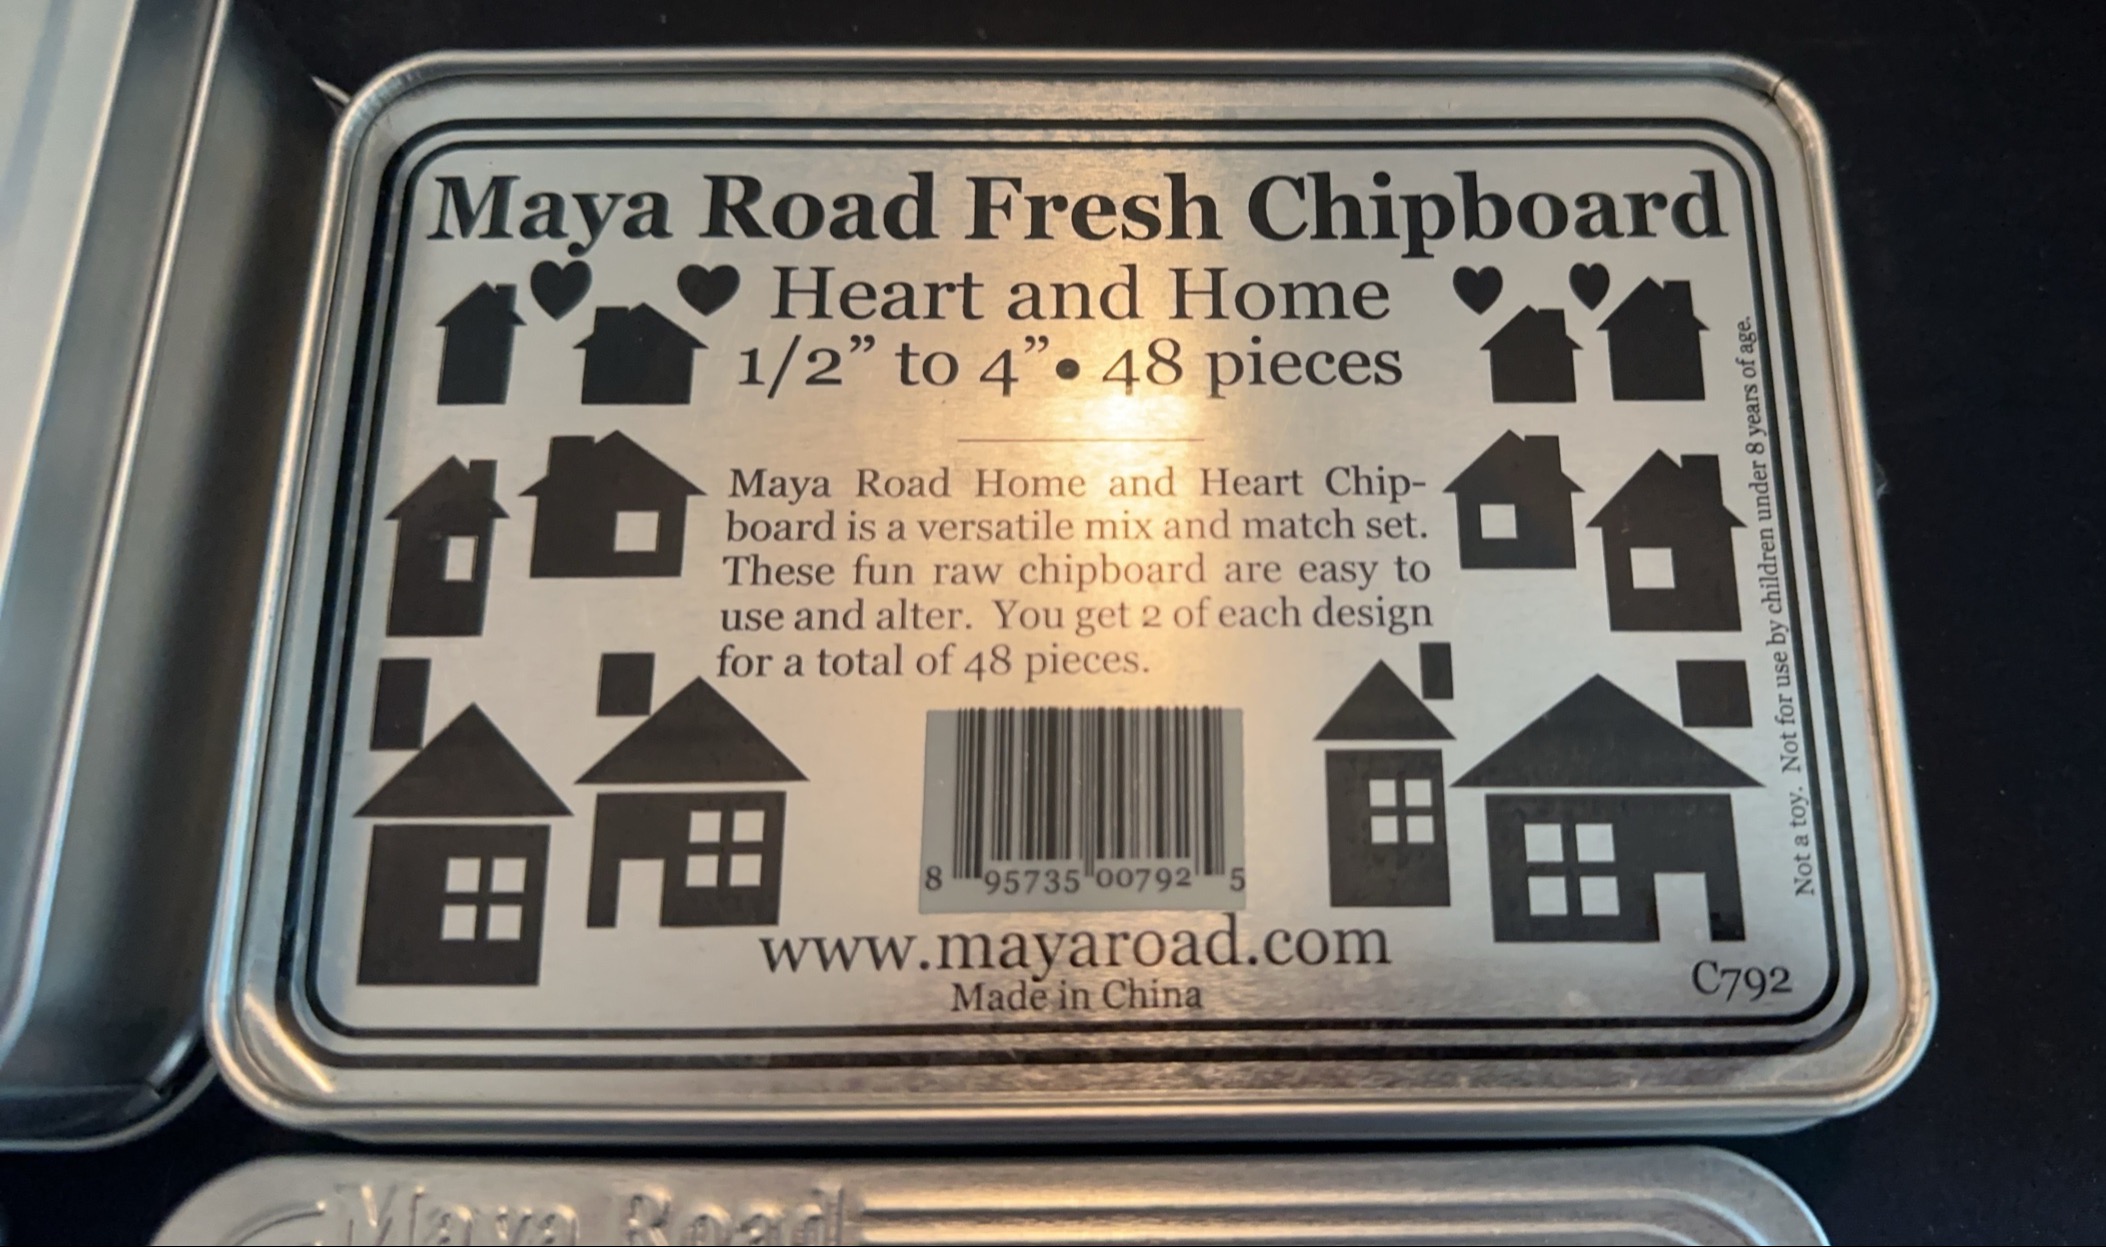 Maya Road Fresh Chipboard
Heart and Home
1/2” to 4”• 48 pieces
Maya Road Home and Heart Chip-
board is a versatile mix and match set.
These fun raw chipboard are easy to
use and alter. You get 2 of each design
for a total of 48 pieces.
8 95735 00792 5
www.mayaroad.com
Made in China
C792
Not a toy. Not for use by children under 8 years of age.
Maya Road